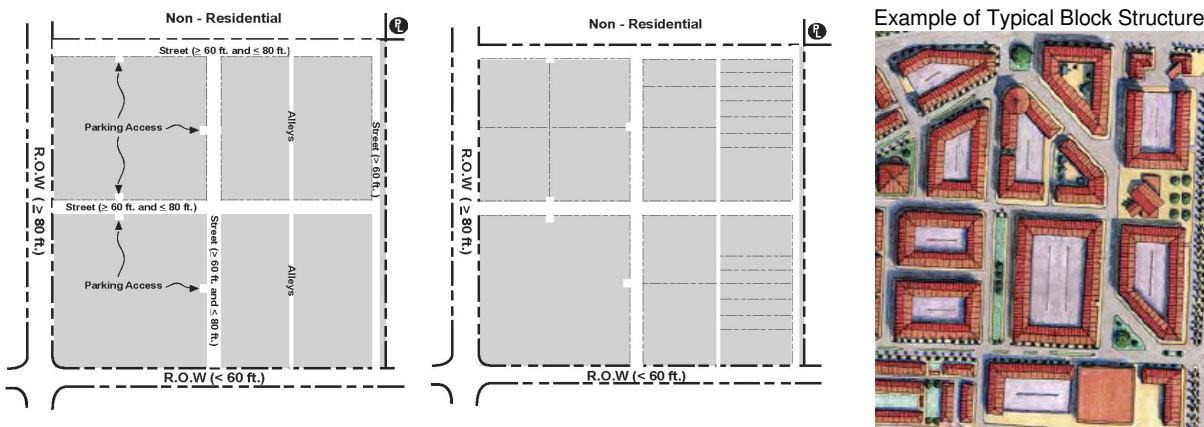 Non - Residential
PL
Street (≥ 60 ft. and ≤ 80 ft.)
Parking Access
Alleys
Street (≥ 60 ft.)
R.O.W (≥ 80 ft.)
Street (≥ 60 ft. and ≤ 80 ft.)
Street (≥ 60 ft. and ≤ 80 ft.)
Parking Access
Alleys
R.O.W (< 60 ft.)
Non - Residential
PL
R.O.W (≥ 80 ft.)
R.O.W (< 60 ft.)
Example of Typical Block Structure